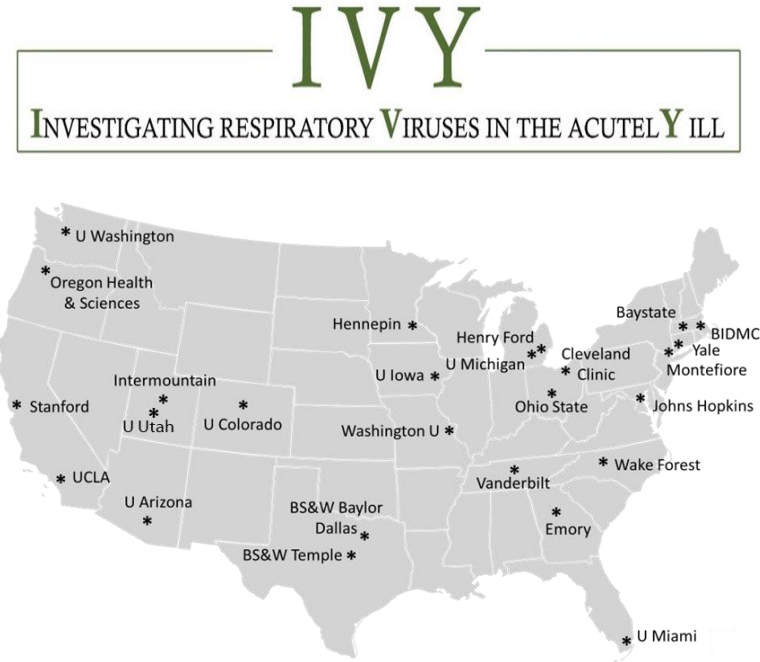 IVY
INVESTIGATING RESPIRATORY VIRUSES IN THE ACUTELY ILL
* U Washington
* Oregon Health
& Sciences
Baystate *
* BIDMC
Hennepin *
Henry Ford *
* Yale
U Michigan *
Cleveland
* Clinic
* Montefiore
U Iowa *
Intermountain
*
* Stanford
*
U Utah
*
U Colorado
*
Ohio State
* Johns Hopkins
Washington U *
* Wake Forest
*
Vanderbilt
* UCLA
U Arizona
*
BS&W Baylor
Dallas *
*
Emory
BS&W Temple *
* U Miami